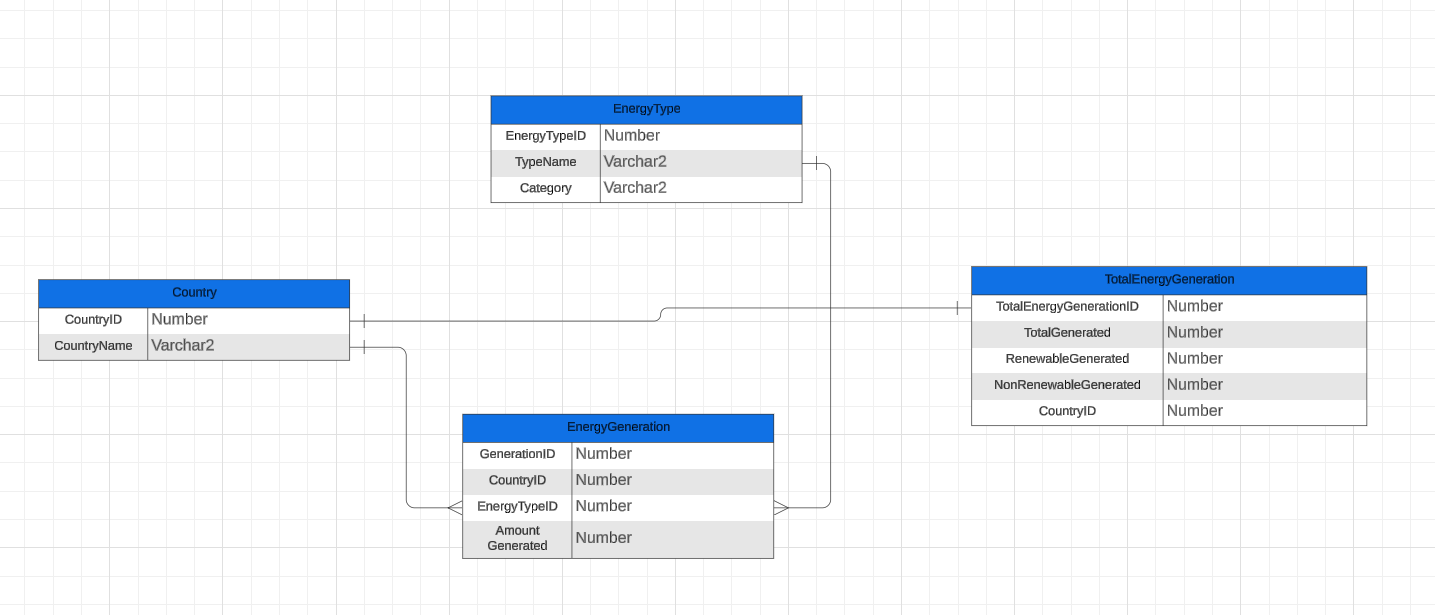 EnergyType
EnergyTypeID Number
TypeName Varchar2
Category Varchar2
Country
CountryID Number
CountryName Varchar2
TotalEnergyGeneration
TotalEnergyGenerationID Number
TotalGenerated Number
RenewableGenerated Number
NonRenewableGenerated Number
CountryID Number
EnergyGeneration
GenerationID Number
CountryID Number
EnergyTypeID Number
Amount
Generated Number